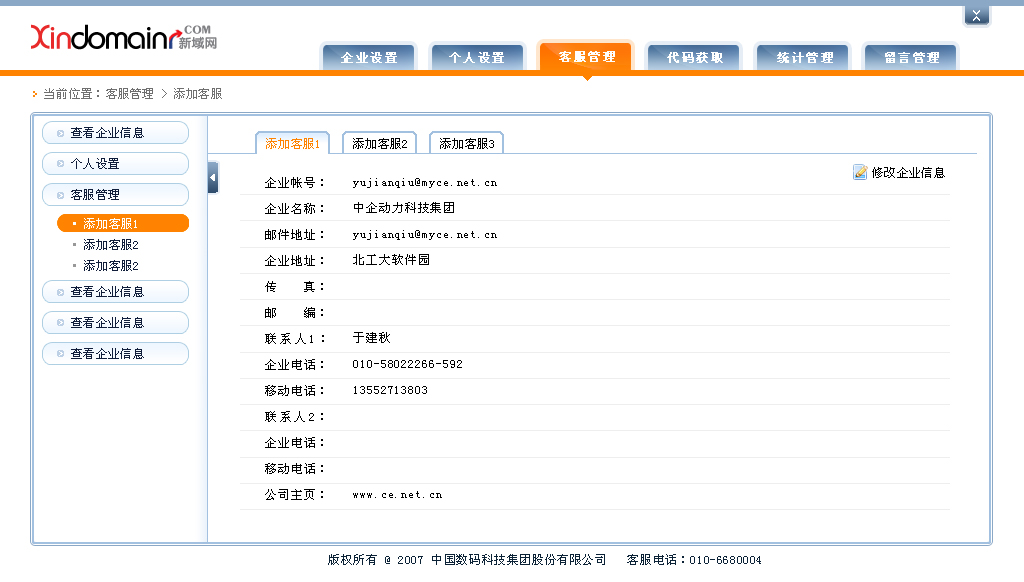 Xindomain.COM新域网
企业设置 个人设置 客服管理 代码获取 统计管理 留言管理
当前位置：客服管理 > 添加客服
查看企业信息
个人设置
客服管理
添加客服1
添加客服2
添加客服2
查看企业信息
查看企业信息
查看企业信息
添加客服1 添加客服2 添加客服3
修改企业信息
企业帐号： yujianqiu@myce.net.cn
企业名称： 中企动力科技集团
邮件地址： yujianqiu@myce.net.cn
企业地址： 北工大软件园
传 真：
邮 编：
联系人1： 于建秋
企业电话： 010-58022266-592
移动电话： 13552713803
联系人2：
企业电话：
移动电话：
公司主页： www.ce.net.cn
版权所有 @ 2007 中国数码科技集团股份有限公司 客服电话：010-6680004